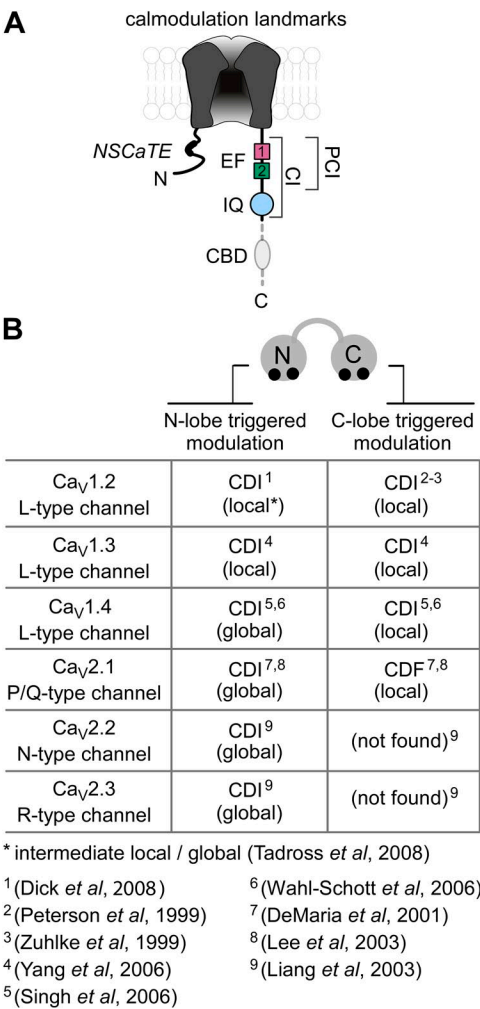 A
calmodulation landmarks
NSCaTE
N
EF
1
2
CI
PCI
IQ
CBD
C
B
N C
N-lobe triggered modulation C-lobe triggered modulation
CaV1.2 L-type channel CDI1 (local*) CDI2-3 (local)
CaV1.3 L-type channel CDI4 (local) CDI4 (local)
CaV1.4 L-type channel CDI5,6 (global) CDI5,6 (local)
CaV2.1 P/Q-type channel CDI7,8 (global) CDF7,8 (local)
CaV2.2 N-type channel CDI9 (global) (not found)9
CaV2.3 R-type channel CDI9 (global) (not found)9
* intermediate local / global (Tadross et al, 2008)
1(Dick et al, 2008)
2(Peterson et al, 1999)
3(Zuhlke et al, 1999)
4(Yang et al, 2006)
5(Singh et al, 2006)
6(Wahl-Schott et al, 2006)
7(DeMaria et al, 2001)
8(Lee et al, 2003)
9(Liang et al, 2003)